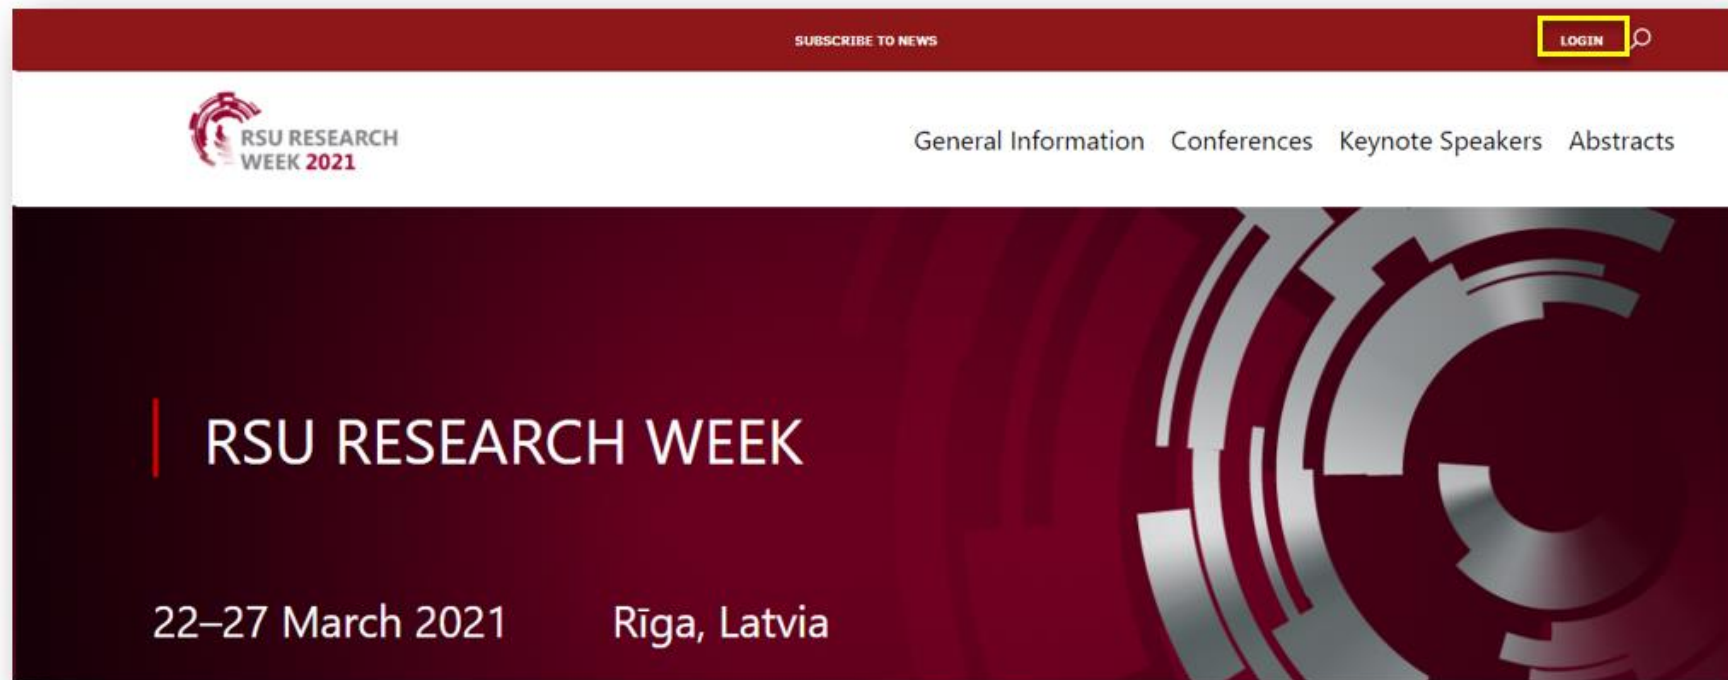 SUBSCRIBE TO NEWS
LOGIN
RSU RESEARCH
WEEK 2021
General Information Conferences Keynote Speakers Abstracts
RSU RESEARCH WEEK
22–27 March 2021 Rīga, Latvia